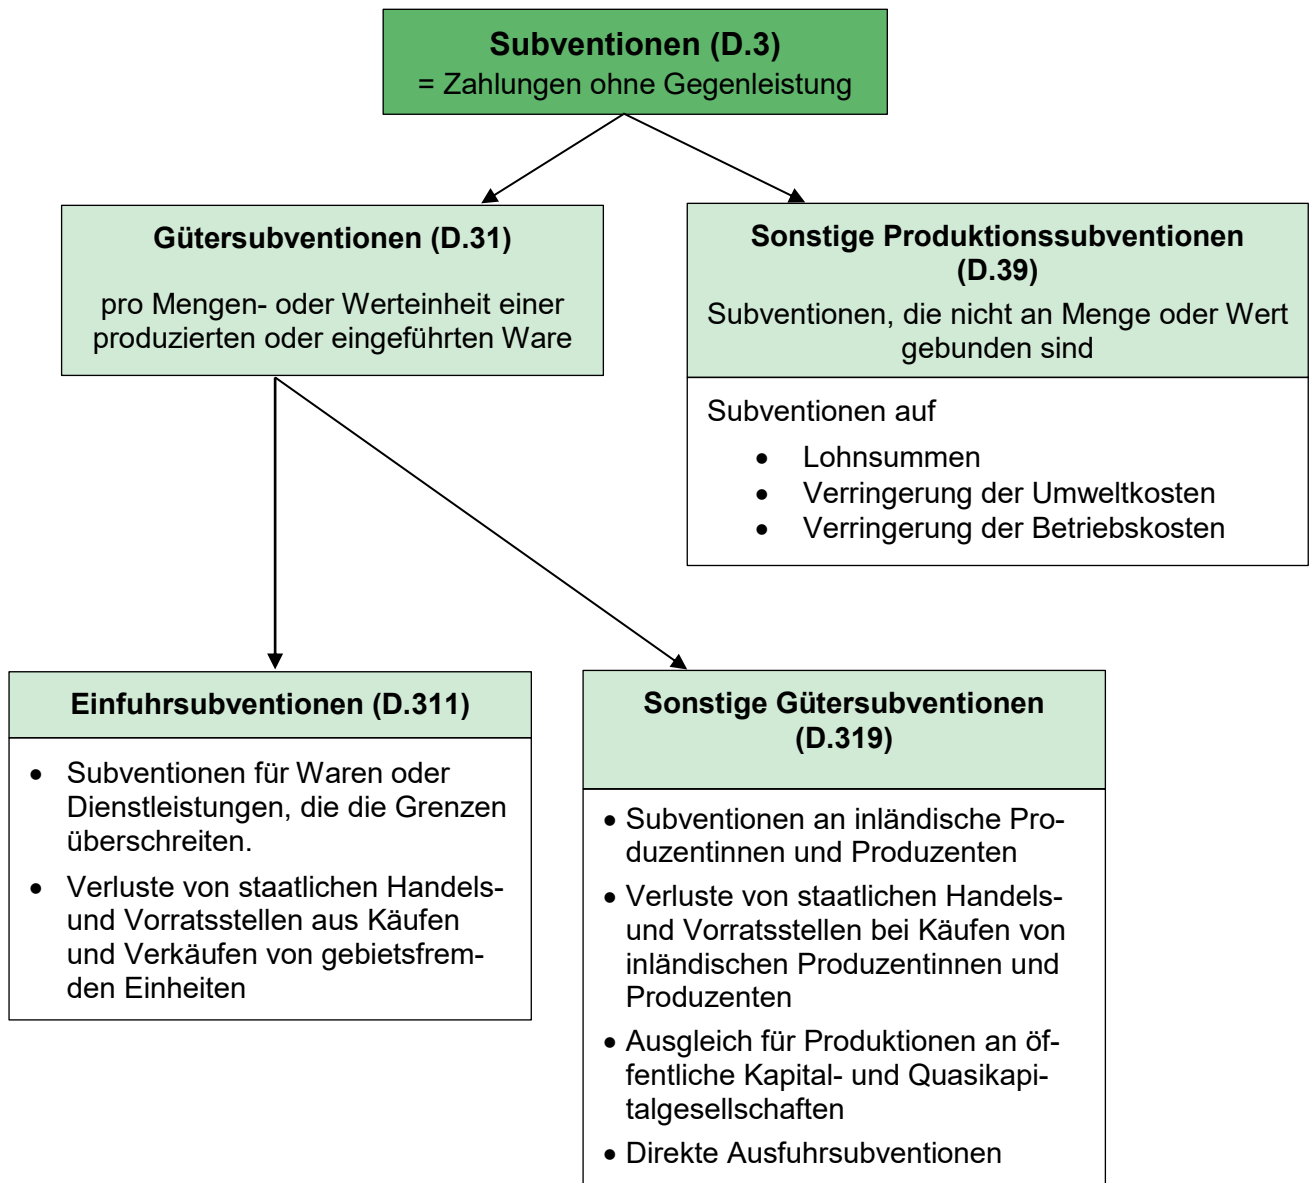 Subventionen (D.3)
= Zahlungen ohne Gegenleistung
Gütersubventionen (D.31)
pro Mengen- oder Werteinheit einer
produzierten oder eingeführten Ware
Sonstige Produktionssubventionen
(D.39)
Subventionen, die nicht an Menge oder Wert
gebunden sind
Subventionen auf
• Lohnsummen
• Verringerung der Umweltkosten
• Verringerung der Betriebskosten
Einfuhrsubventionen (D.311)
• Subventionen für Waren oder
Dienstleistungen, die die Grenzen
überschreiten.
• Verluste von staatlichen Handels-
und Vorratsstellen aus Käufen
und Verkäufen von gebietsfrem-
den Einheiten
Sonstige Gütersubventionen
(D.319)
• Subventionen an inländische Pro-
duzentinnen und Produzenten
• Verluste von staatlichen Handels-
und Vorratsstellen bei Käufen von
inländischen Produzentinnen und
Produzenten
• Ausgleich für Produktionen an öf-
fentliche Kapital- und Quasikapi-
talgesellschaften
• Direkte Ausfuhrsubventionen